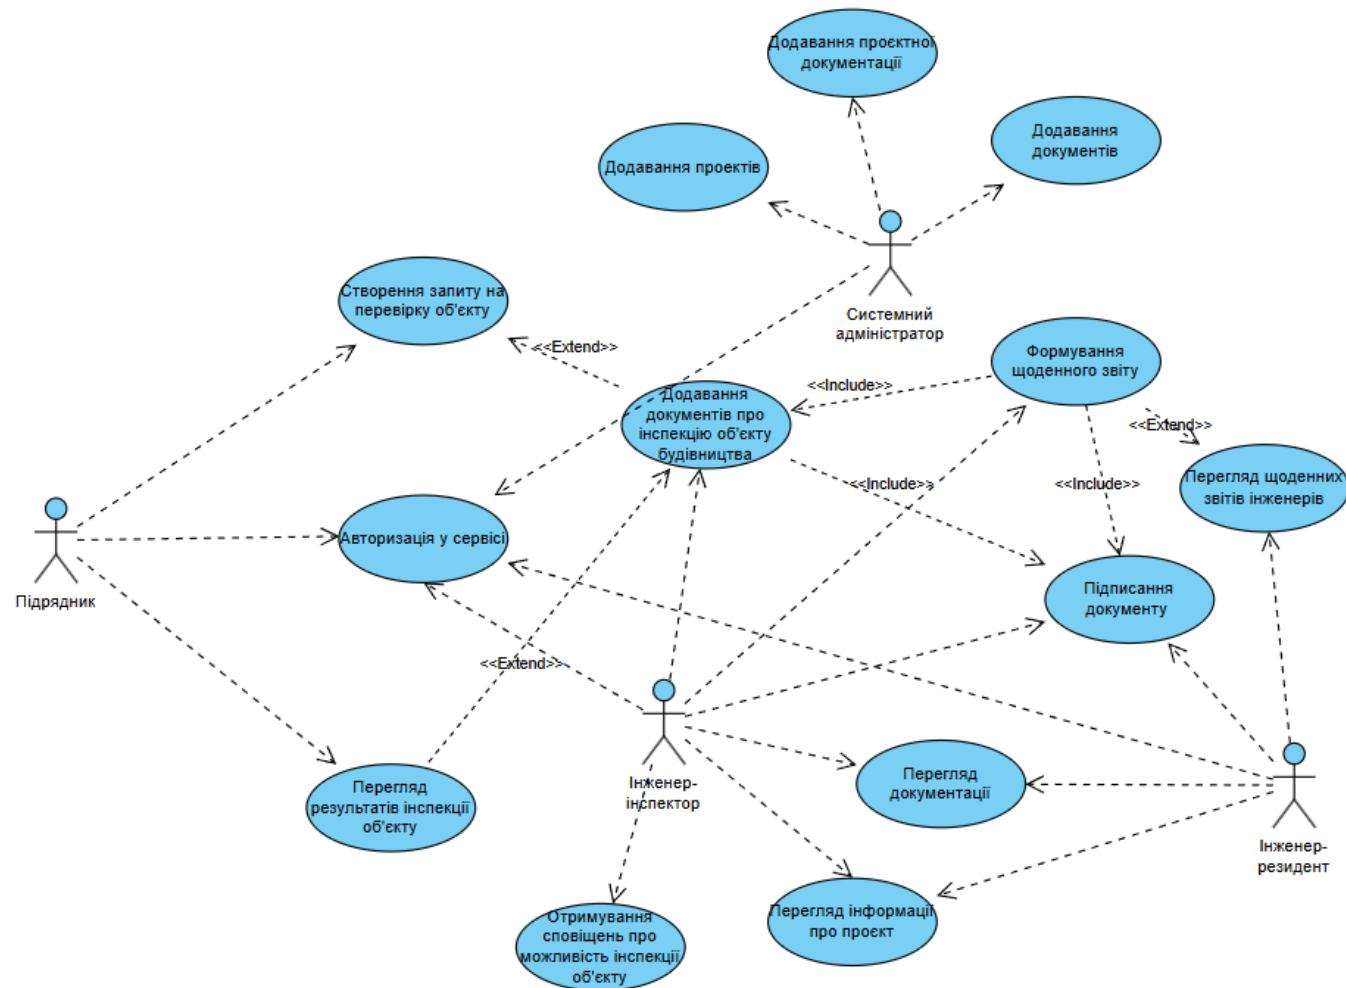 Додавання проєктної
документації
Додавання
документів
Додавання проектів
Системний
адміністратор
Створення запиту на
перевірку об'єкту
<<Extend>>
Формування
щоденного звіту
<<Include>>
Додавання
документів про
інспекцію об'єкту
будівництва
<<Extend>>
Перегляд щоденних
звітів інженерів
<<Include>>
<<Include>>
Авторизація у сервісі
Підрядник
Підписання
документу
<<Extend>>
Інженер-
інспектор
Перегляд
результатів інспекції
об'єкту
Перегляд
документації
Інженер-
резидент
Отримування
сповіщень про
можливість інспекції
об'єкту
Перегляд інформації
про проєкт